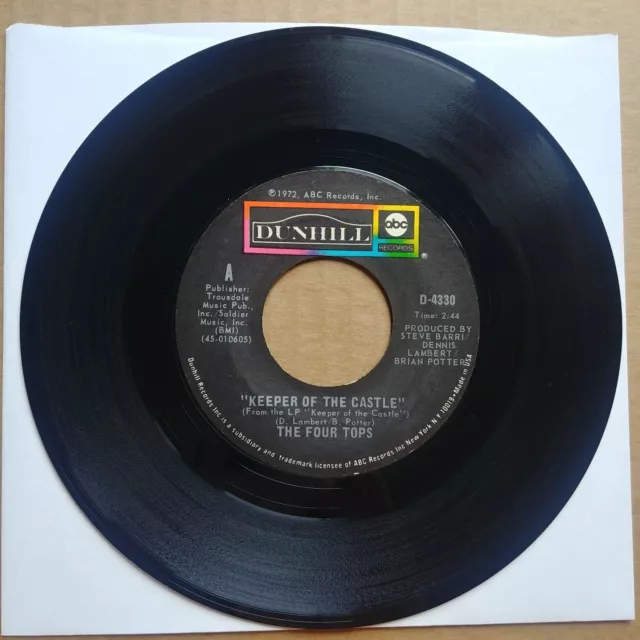 ℗1972, ABC Records, Inc.
DUNHILL
abc
RECORDS
®
A
Publisher:
Trousdale
Music Pub.,
Inc./Soldier
Music, Inc.
(BMI)
(45-010605)
D-4330
Time: 2:44
PRODUCED BY
STEVE BARRI/
DENNIS
LAMBERT/
BRIAN POTTER
"KEEPER OF THE CASTLE"
(From the LP "Keeper of the Castle")
(D. Lambert/B. Potter)
THE FOUR TOPS
Dunhill Records Inc is a subsidiary and trademark licensee of ABC Records Inc New York N.Y. 10019 • Made in USA